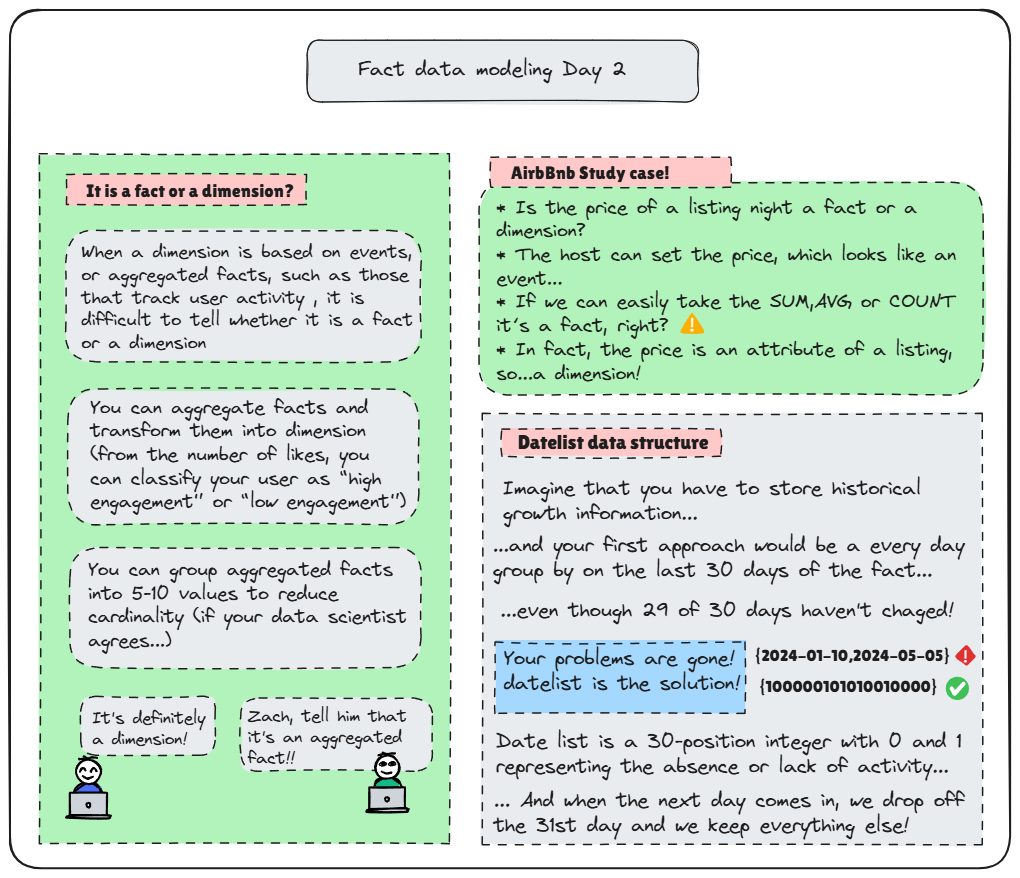 Fact data modeling Day 2
It is a fact or a dimension?
When a dimension is based on events,
or aggregated facts, such as those
that track user activity , it is
difficult to tell whether it is a fact
or a dimension
You can aggregate facts and
transform them into dimension
(from the number of likes, you
can classify your user as "high
engagement" or "low engagement")
You can group aggregated facts
into 5-10 values to reduce
cardinality (if your data scientist
agrees...)
It's definitely
a dimension!
Zach, tell him that
it's an aggregated
fact!!
AirbBnb Study case!
* Is the price of a listing night a fact or a
dimension?
* The host can set the price, which looks like an
event...
* If we can easily take the SUM,AVG or COUNT
it's a fact, right?
* In fact, the price is an attribute of a listing,
so...a dimension!
Datelist data structure
Imagine that you have to store historical
growth information...
...and your first approach would be a every day
group by on the last 30 days of the fact...
...even though 29 of 30 days haven't chaged!
Your problems are gone!
datelist is the solution!
{2024-01-10,2024-05-05}
{100000101010010000}
Date list is a 30-position integer with 0 and 1
representing the absence or lack of activity...
... And when the next day comes in, we drop off
the 31st day and we keep everything else!